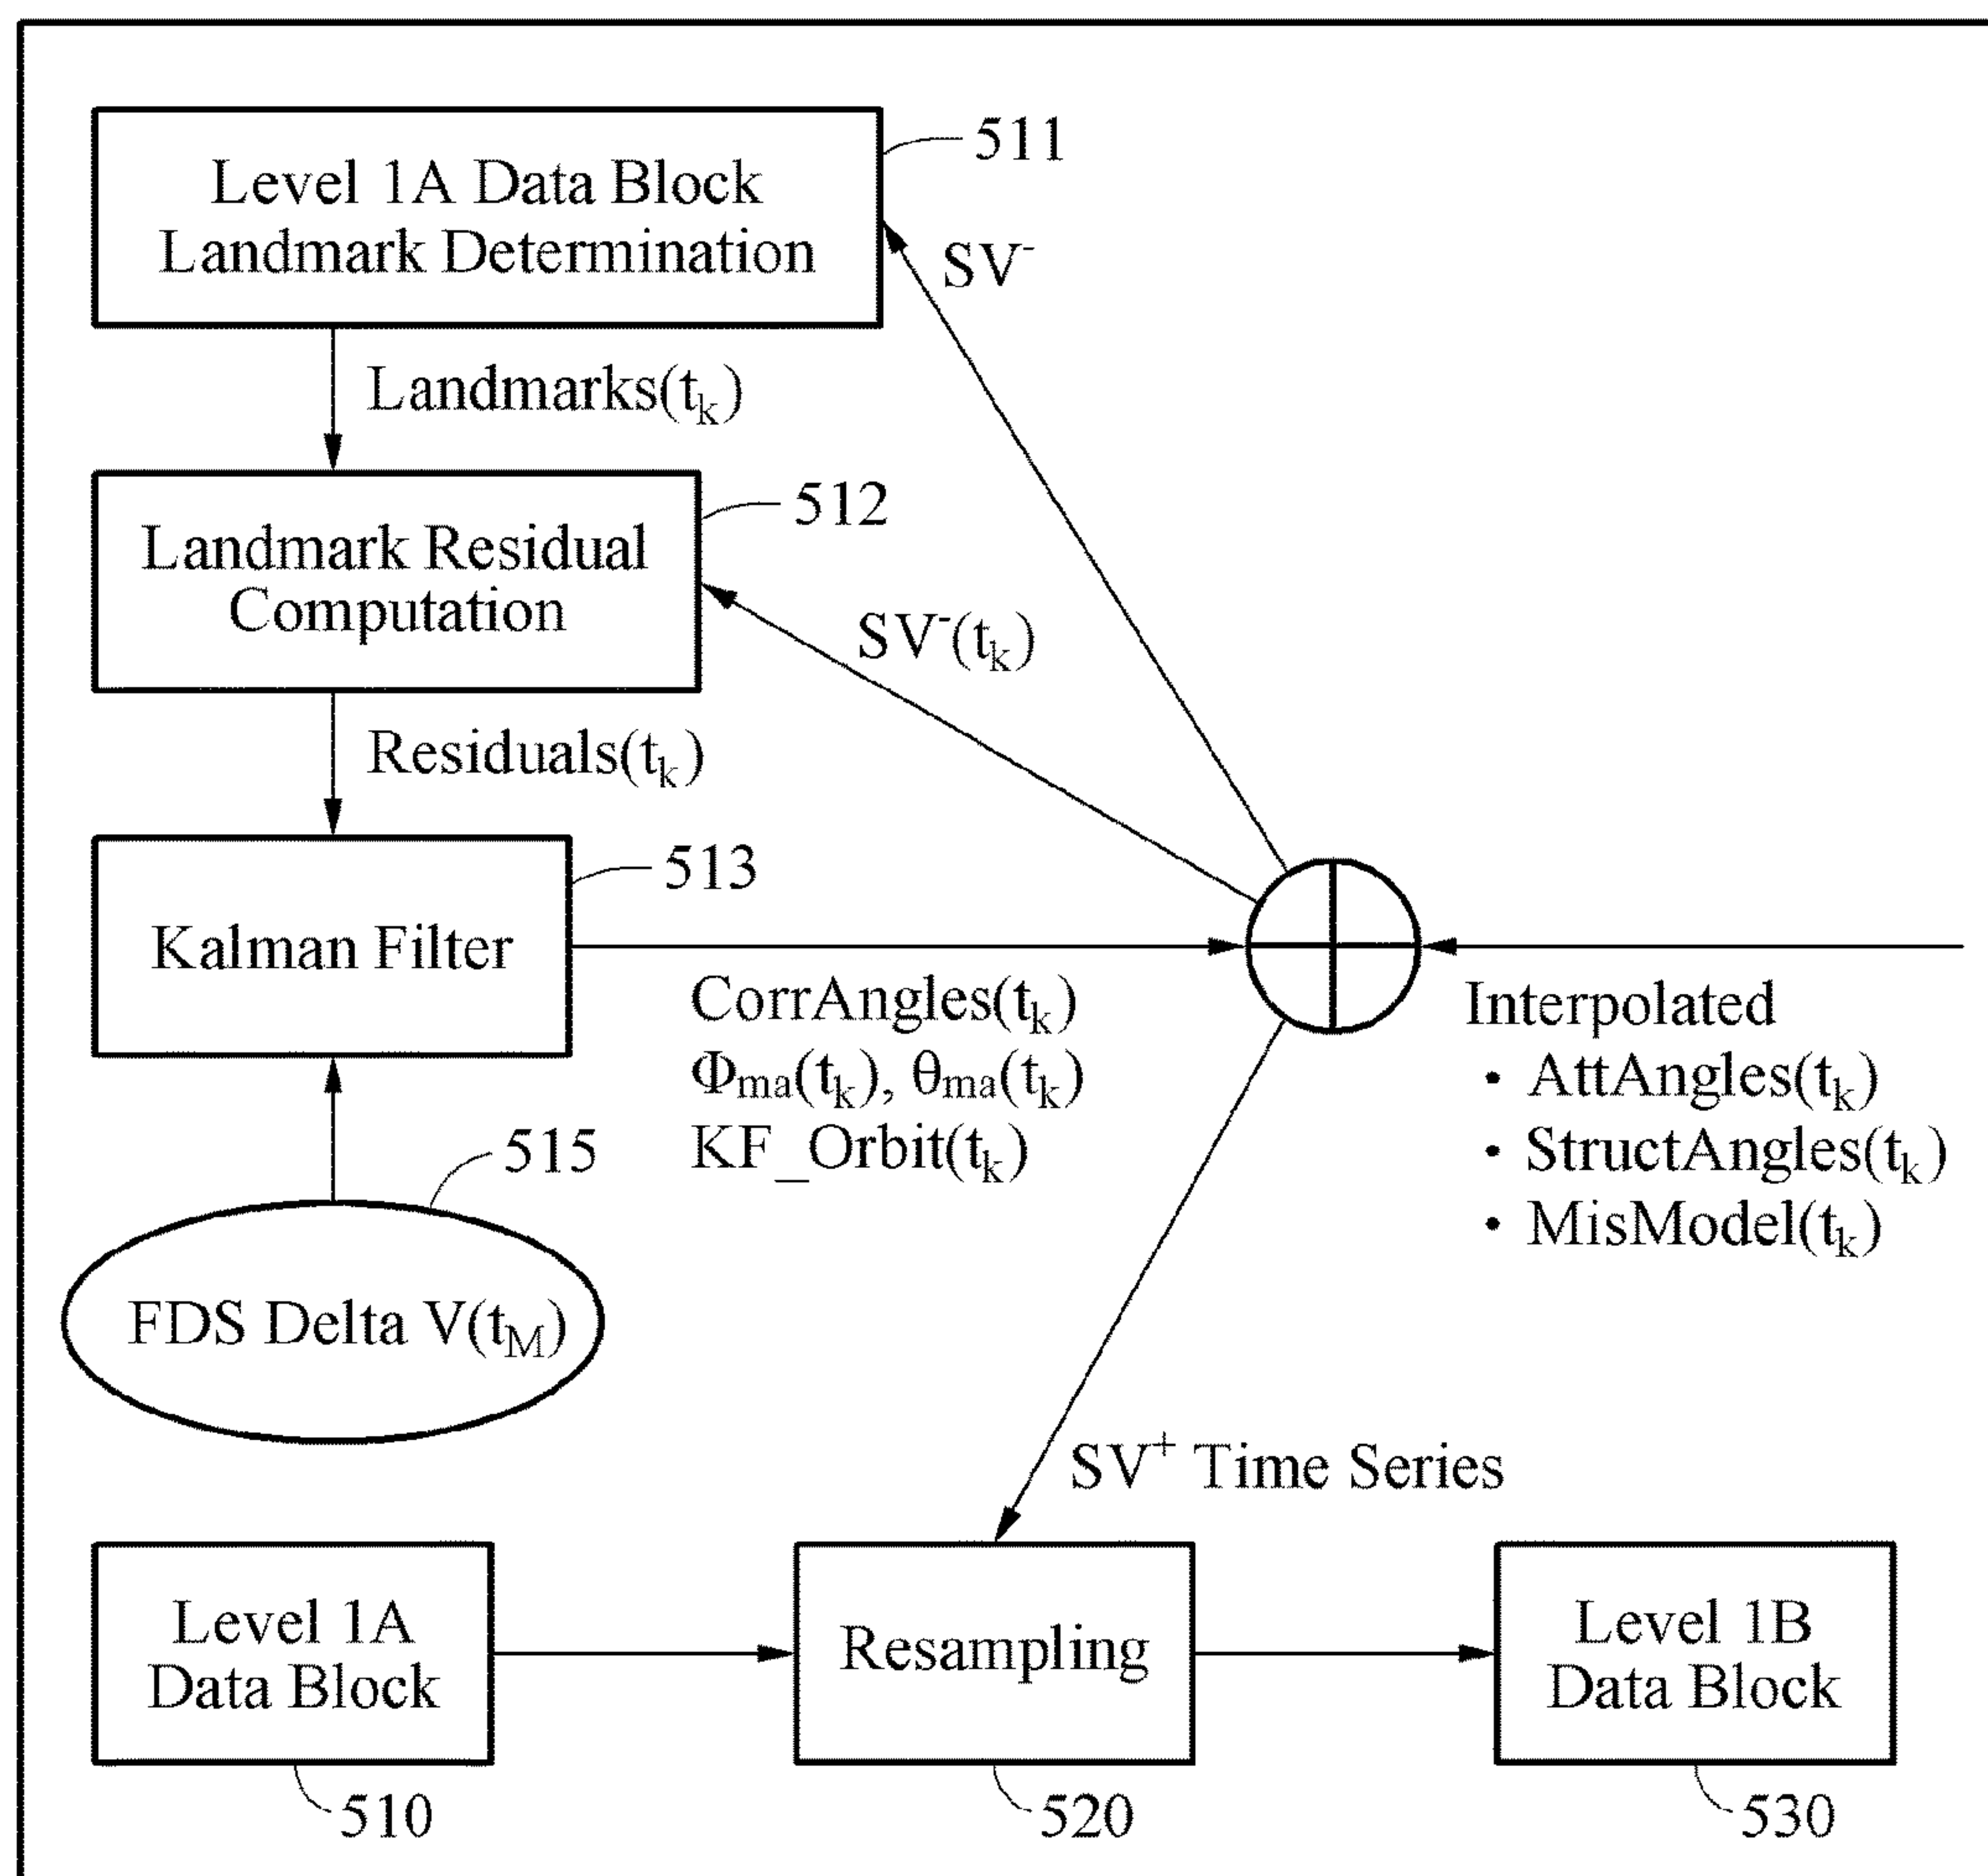 Level 1A Data Block
Landmark Determination
511
SV⁻
Landmarks(tₖ)
Landmark Residual
Computation
512
SV⁻(tₖ)
Residuals(tₖ)
Kalman Filter
513
CorrAngles(tₖ)
Φₘₐ(tₖ), θₘₐ(tₖ)
KF_Orbit(tₖ)
Interpolated
• AttAngles(tₖ)
• StructAngles(tₖ)
• MisModel(tₖ)
515
FDS Delta V(t_M)
SV⁺ Time Series
Level 1A
Data Block
510
Resampling
520
Level 1B
Data Block
530